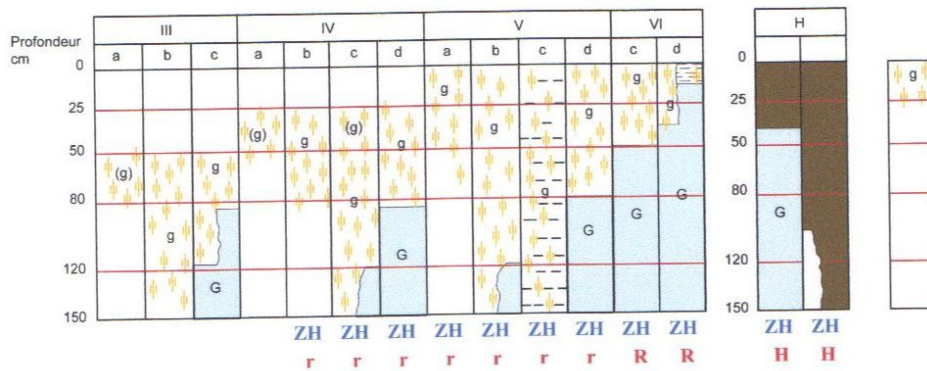 III IV V VI H
Profondeur
cm
a b c a b c d a b c d c d
0 0
g g g
25 25
(g) (g) g g g g
50 50
(g) g g g
80 80
g g g G G G G
120 120
G
150 150
ZH ZH ZH ZH ZH ZH ZH ZH ZH ZH ZH
r r r r r r r R R H H